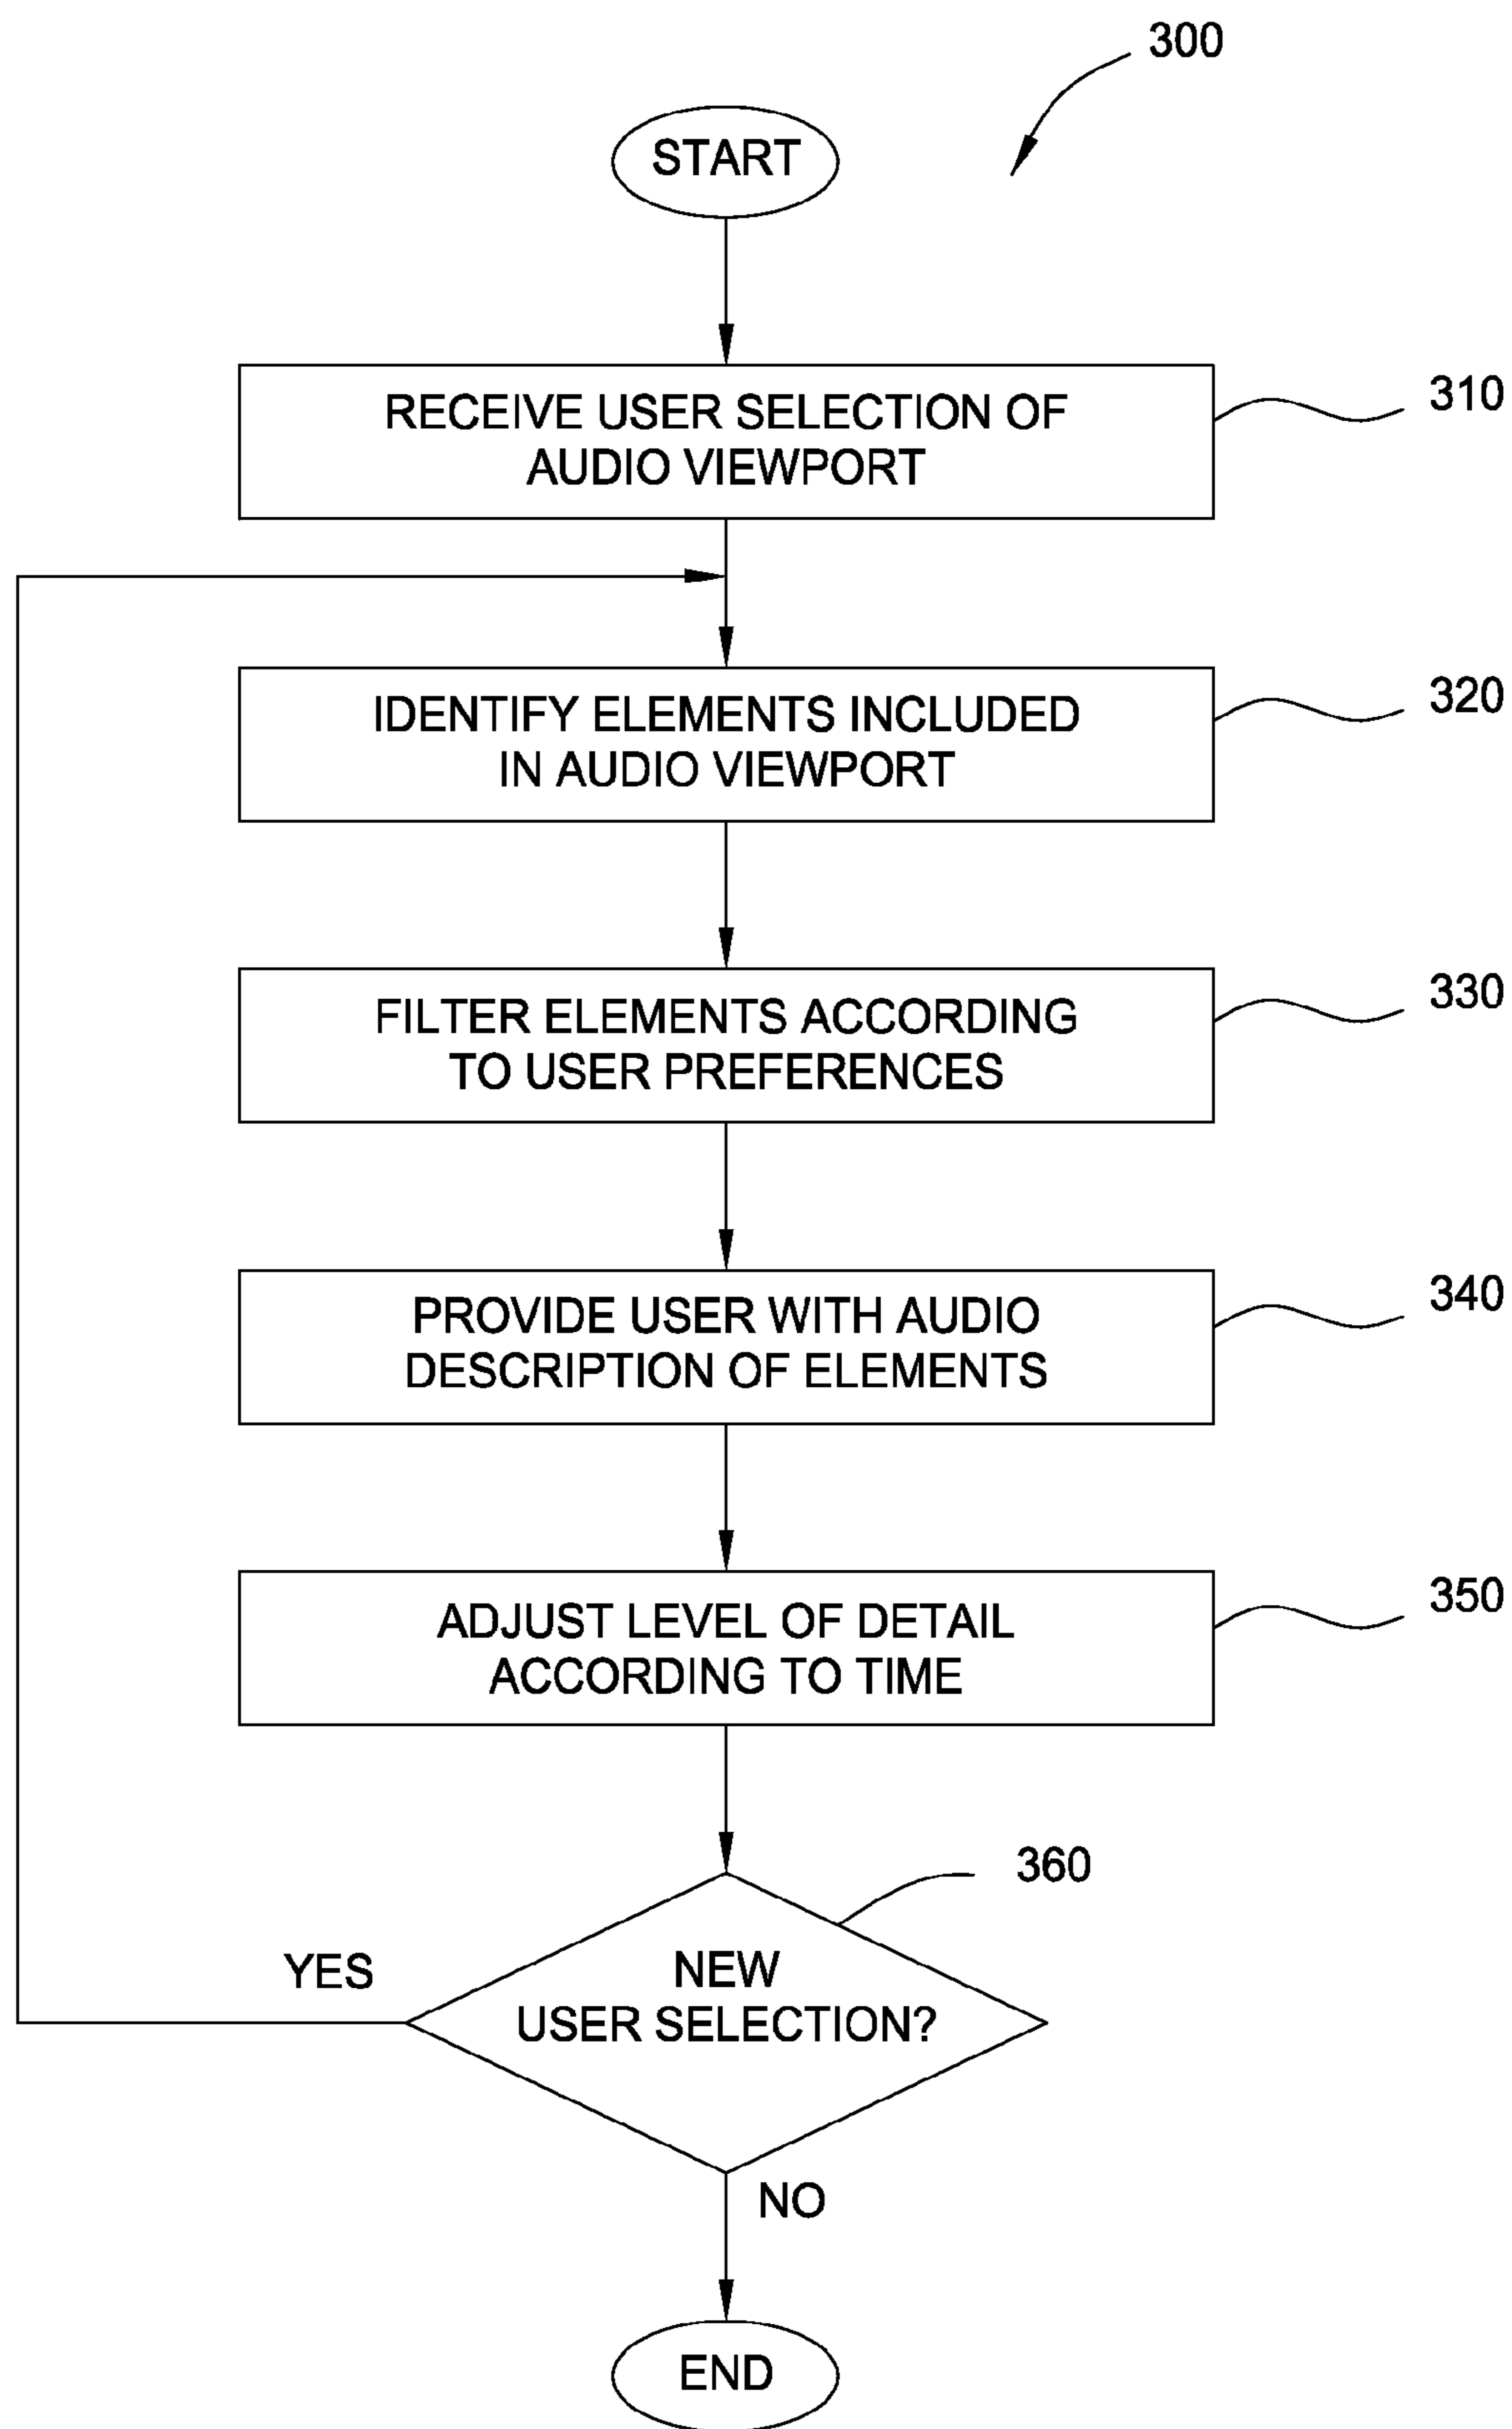 300
START
RECEIVE USER SELECTION OF
AUDIO VIEWPORT
310
IDENTIFY ELEMENTS INCLUDED
IN AUDIO VIEWPORT
320
FILTER ELEMENTS ACCORDING
TO USER PREFERENCES
330
PROVIDE USER WITH AUDIO
DESCRIPTION OF ELEMENTS
340
ADJUST LEVEL OF DETAIL
ACCORDING TO TIME
350
360
NEW
USER SELECTION?
YES
NO
END